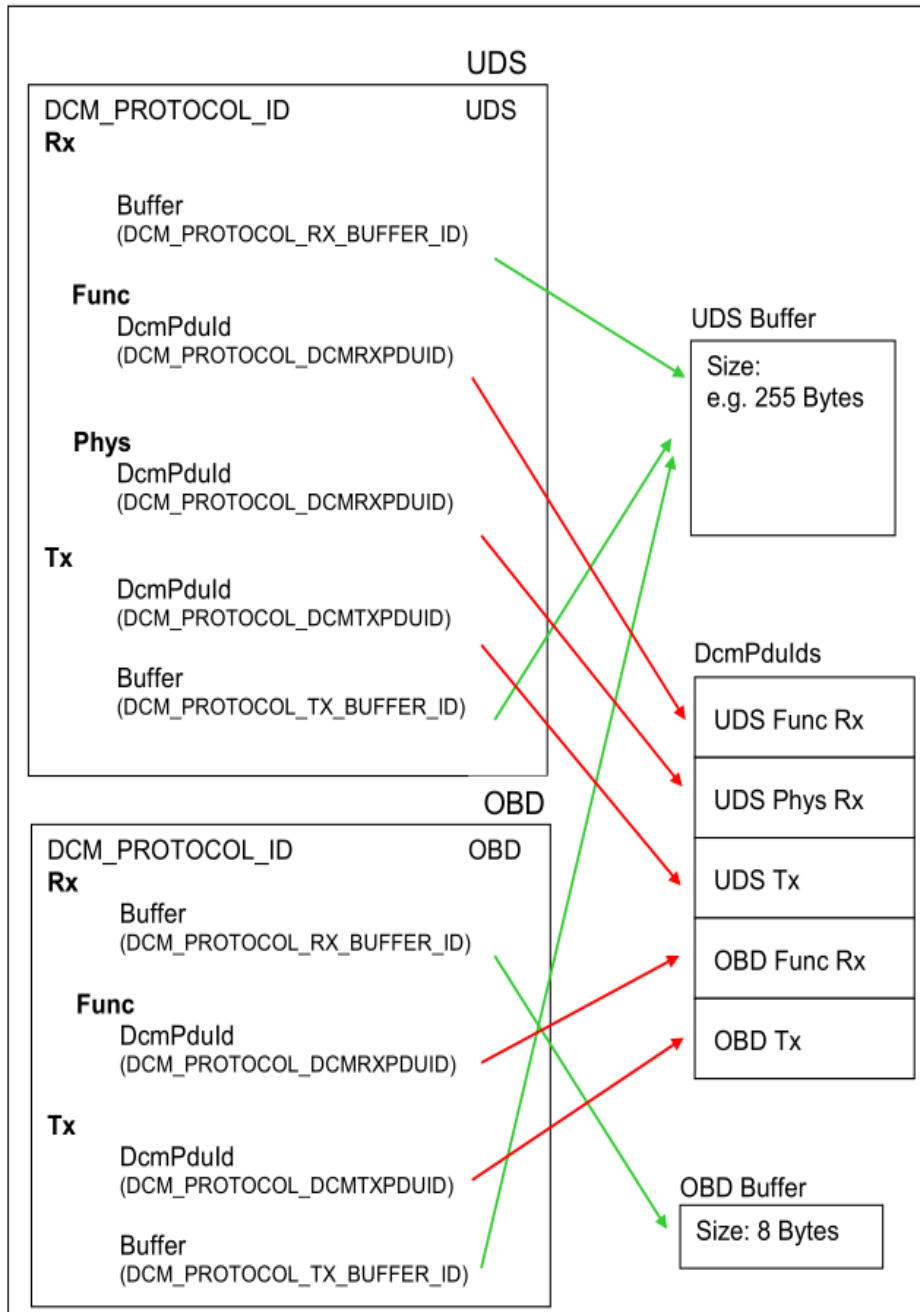 UDS
DCM_PROTOCOL_ID UDS
Rx
Buffer
(DCM_PROTOCOL_RX_BUFFER_ID)
Func
DcmPduId
(DCM_PROTOCOL_DCMRXPDUID)
Phys
DcmPduId
(DCM_PROTOCOL_DCMRXPDUID)
Tx
DcmPduId
(DCM_PROTOCOL_DCMTXPDUID)
Buffer
(DCM_PROTOCOL_TX_BUFFER_ID)
OBD
DCM_PROTOCOL_ID OBD
Rx
Buffer
(DCM_PROTOCOL_RX_BUFFER_ID)
Func
DcmPduId
(DCM_PROTOCOL_DCMRXPDUID)
Tx
DcmPduId
(DCM_PROTOCOL_DCMTXPDUID)
Buffer
(DCM_PROTOCOL_TX_BUFFER_ID)
UDS Buffer
Size:
e.g. 255 Bytes
DcmPduIds
UDS Func Rx
UDS Phys Rx
UDS Tx
OBD Func Rx
OBD Tx
OBD Buffer
Size: 8 Bytes